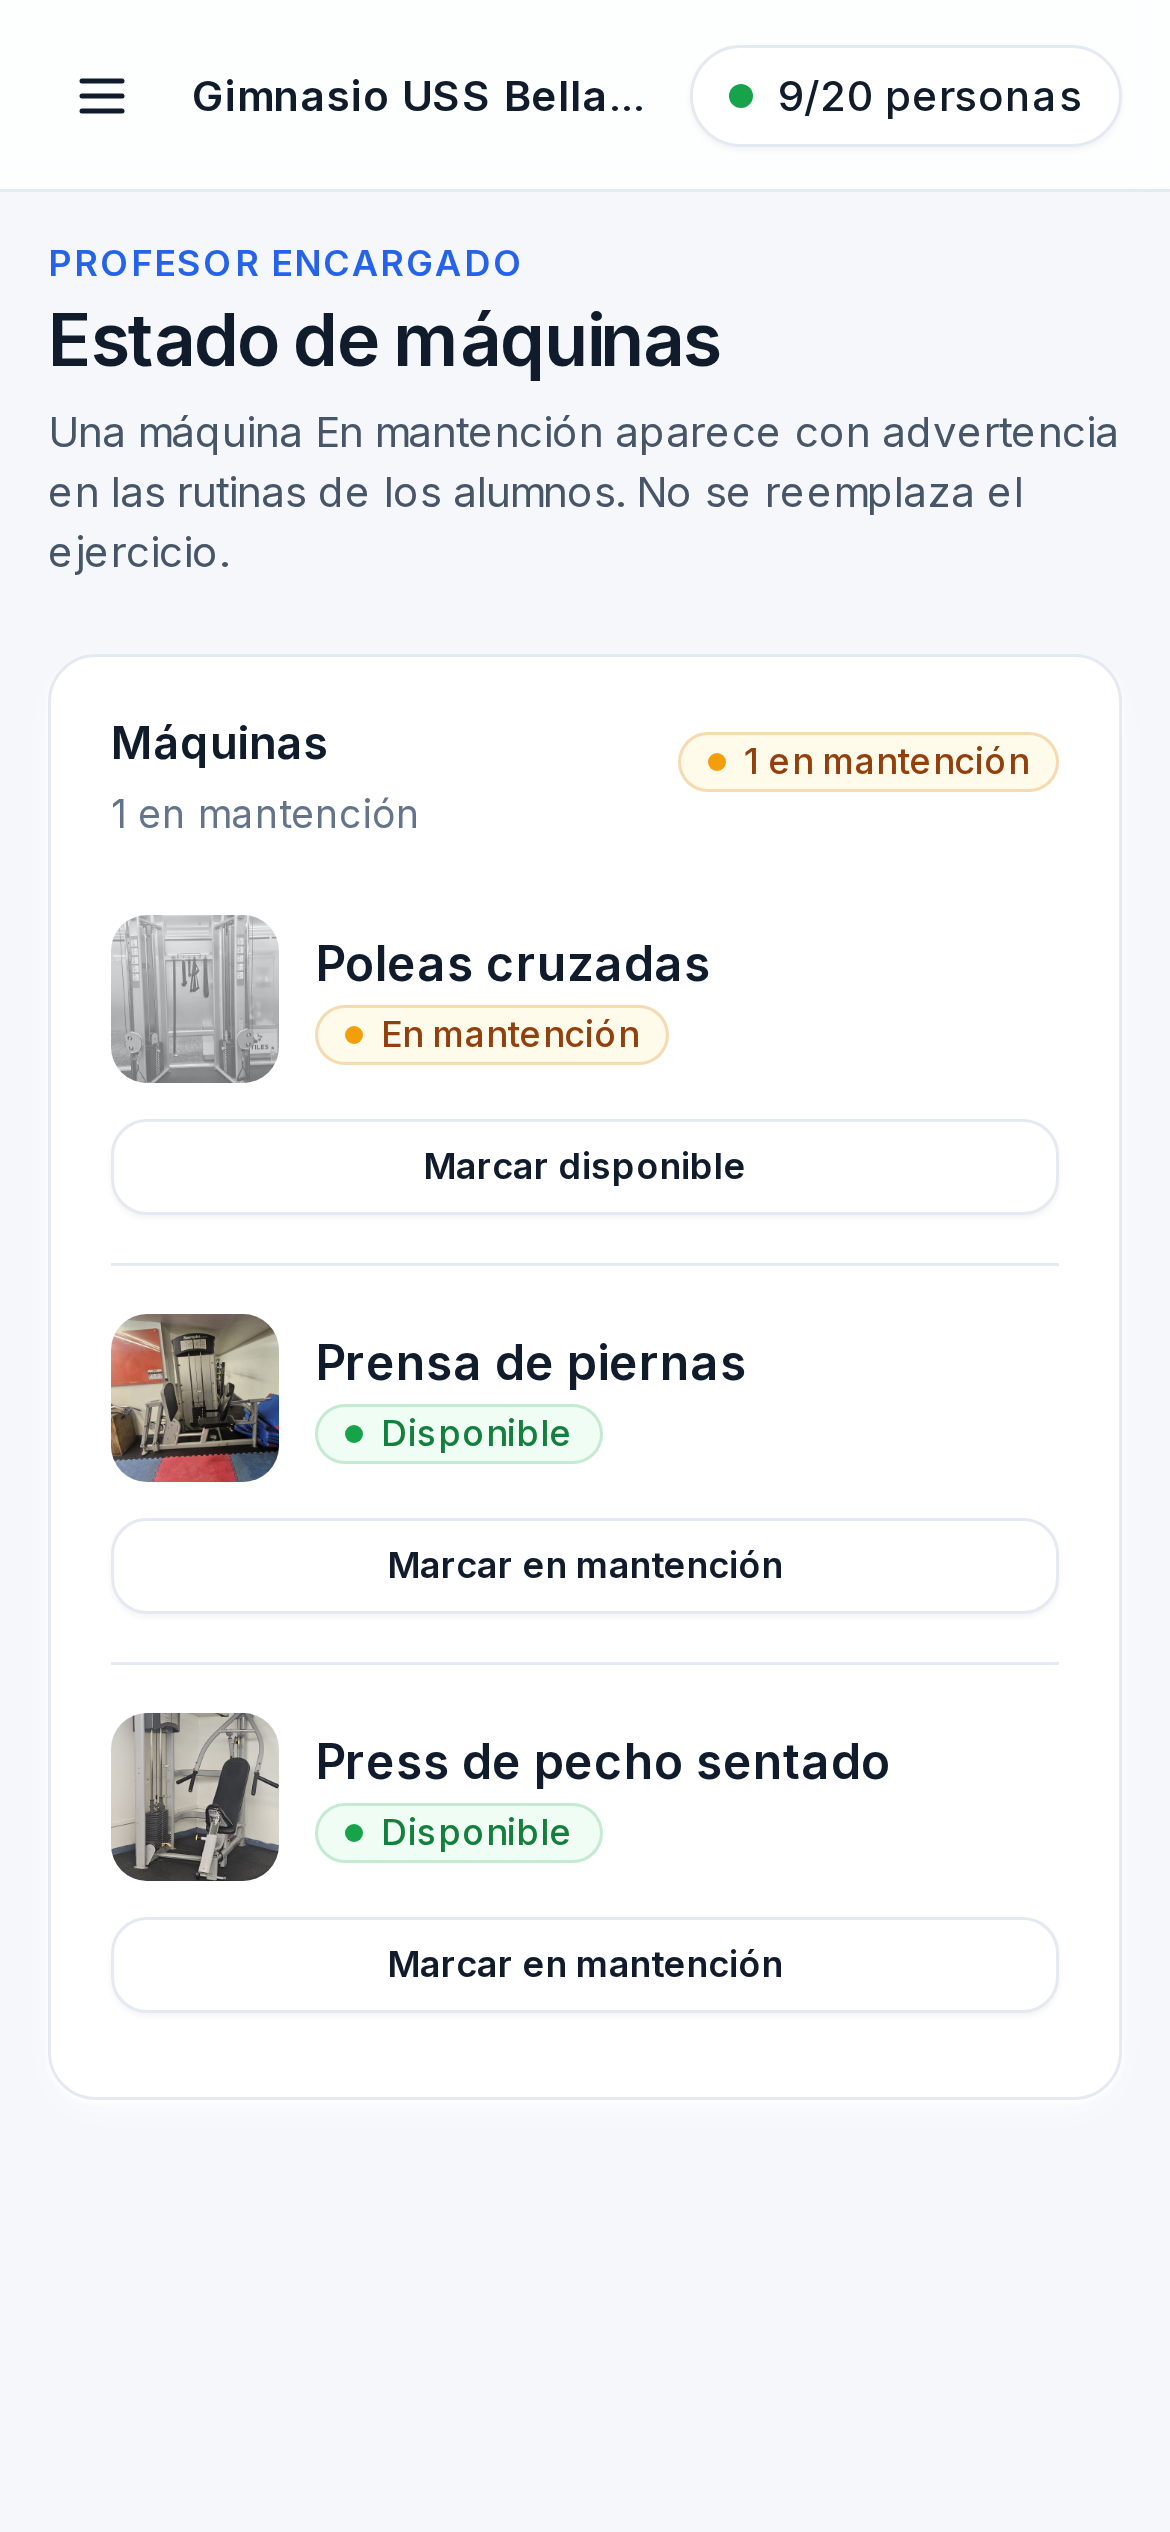 Gimnasio USS Bella...
9/20 personas
PROFESOR ENCARGADO
Estado de máquinas
Una máquina En mantención aparece con advertencia
en las rutinas de los alumnos. No se reemplaza el
ejercicio.
Máquinas
1 en mantención
1 en mantención
Poleas cruzadas
En mantención
Marcar disponible
Prensa de piernas
Disponible
Marcar en mantención
Press de pecho sentado
Disponible
Marcar en mantención